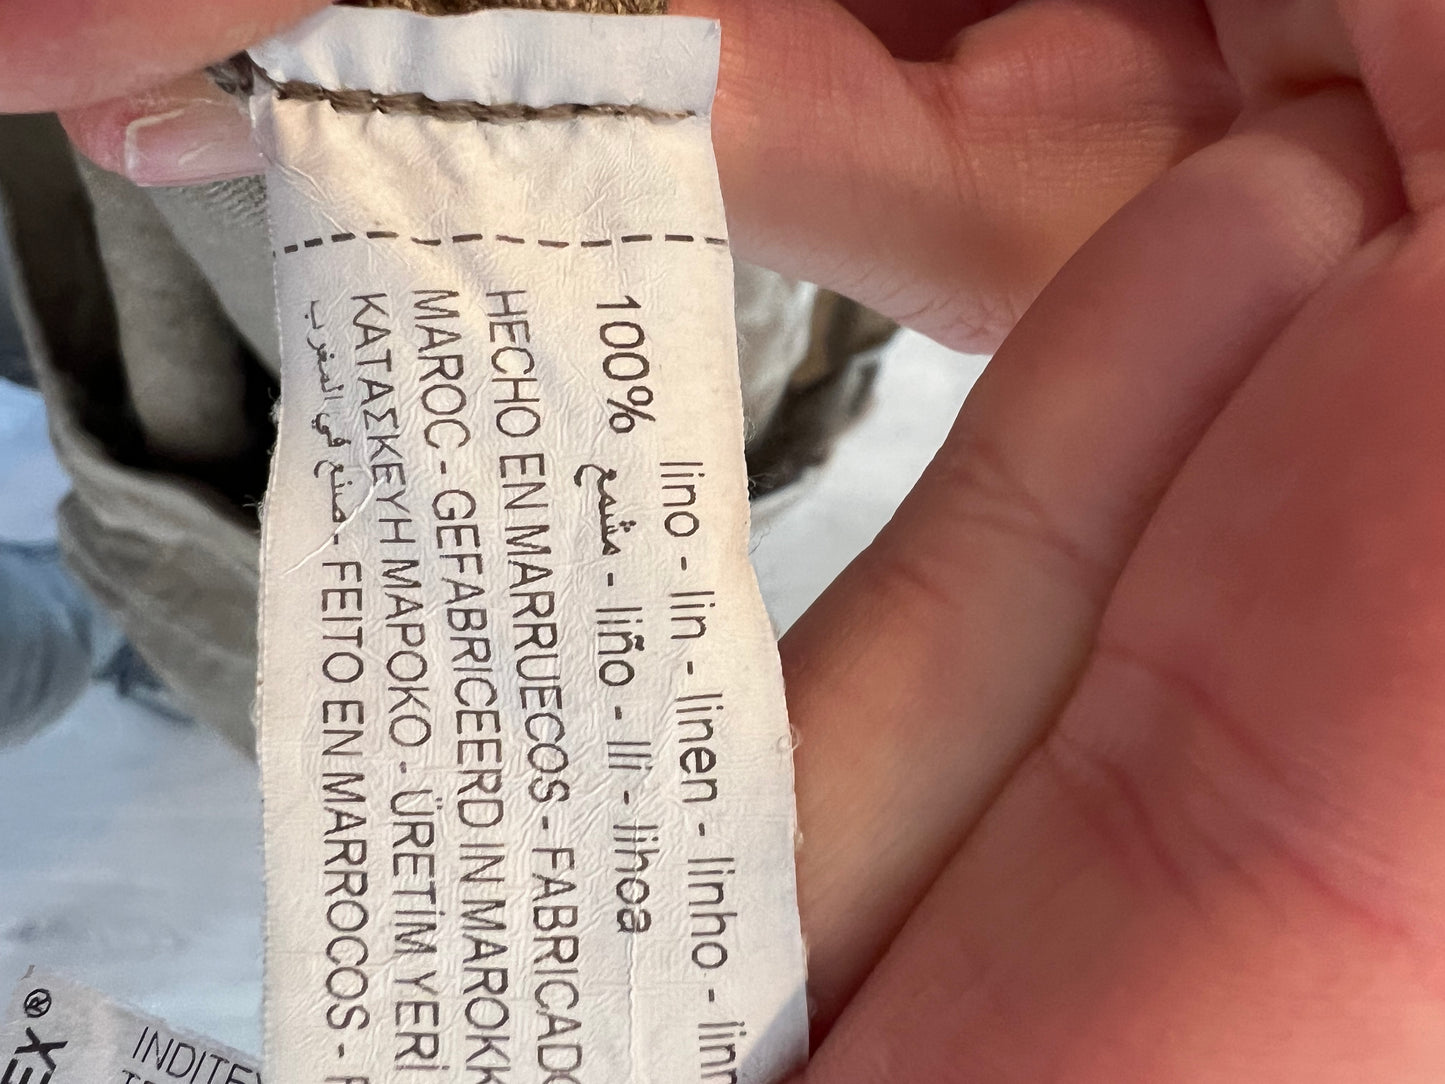 lino - lin - linen - linho - lin
100% مشمع - liño - lli - lihoa
HECHO EN MARRUECOS - FABRICADO
MAROC - GEFABRICEERD IN MAROKK
ΚΑΤΑΣΚΕΥΗ ΜΑΡΟΚΟ - ÜRETİM YERİ
صنع في المغرب - FEITO EN MARROCOS - F
®
INDITEX